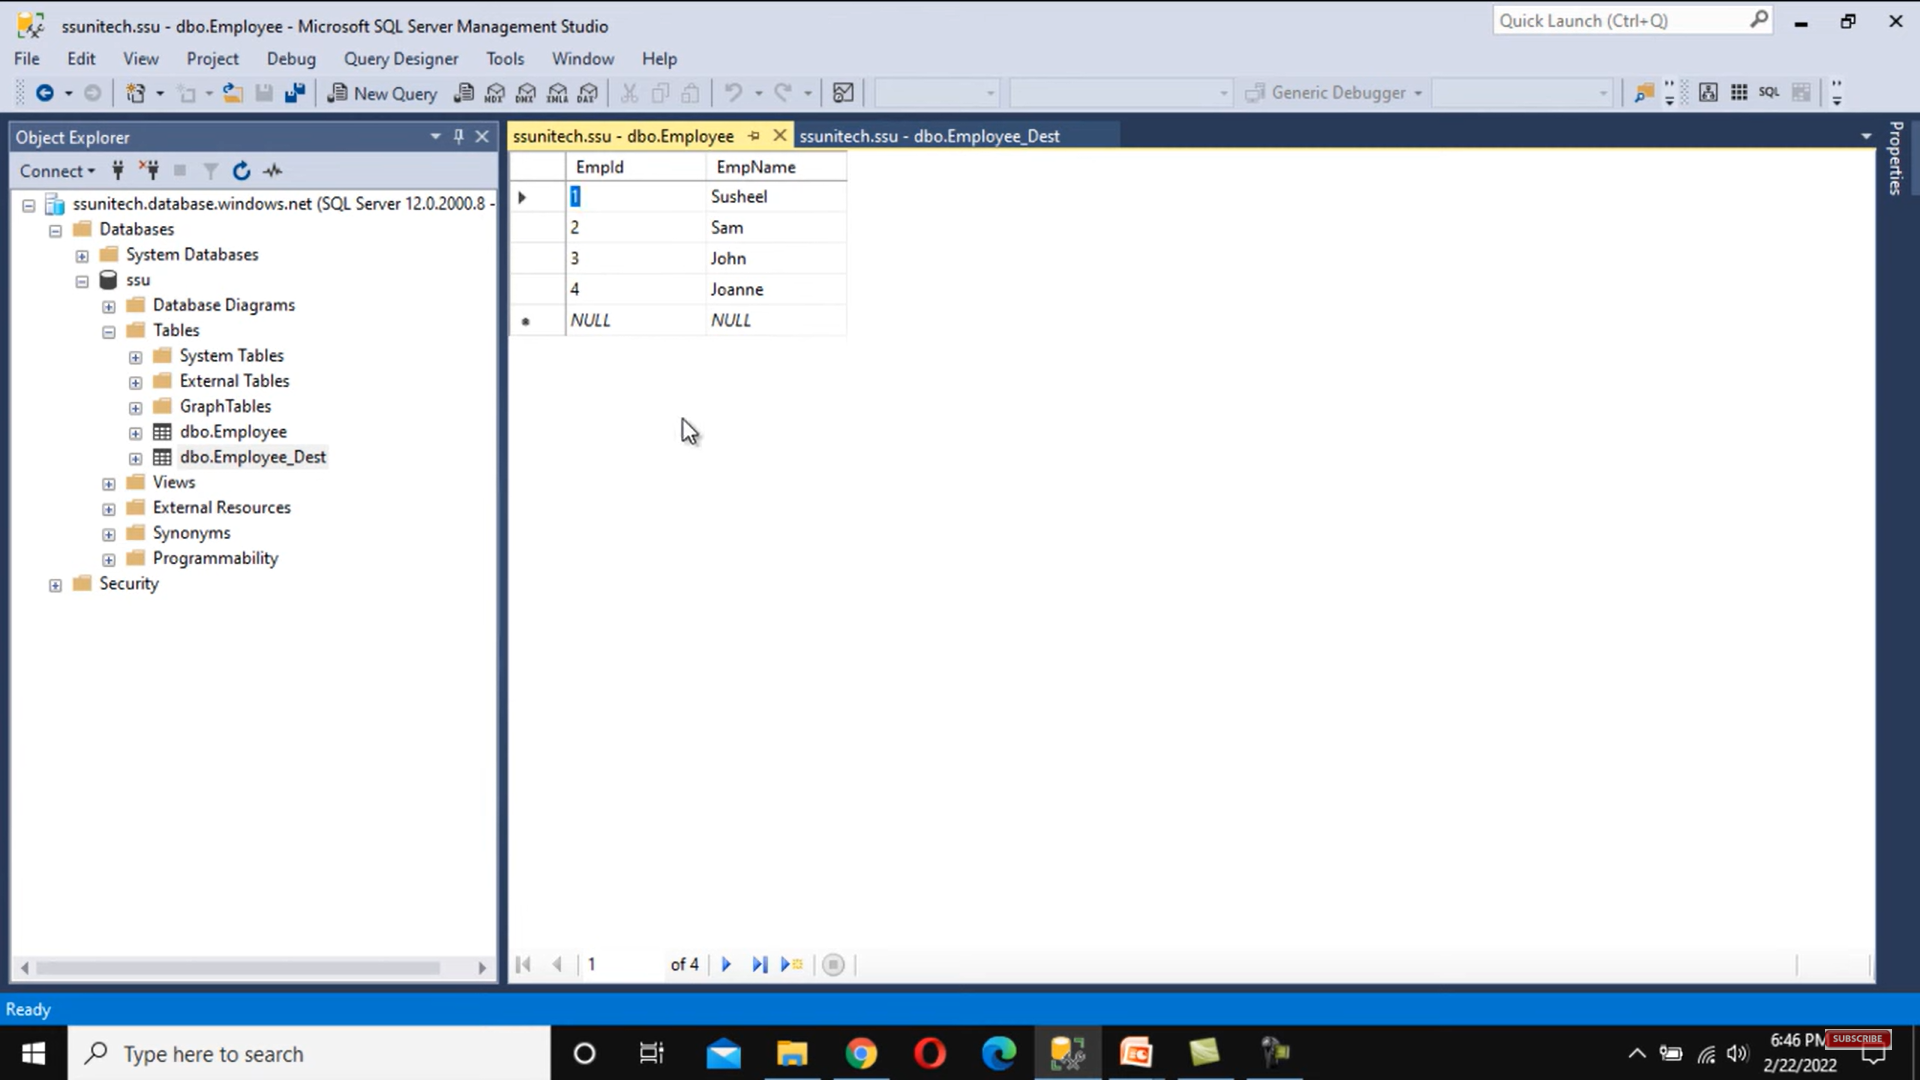 ssunitech.ssu - dbo.Employee - Microsoft SQL Server Management Studio
Quick Launch (Ctrl+Q)
File Edit View Project Debug Query Designer Tools Window Help
New Query MDX DMX XMLA DAX Generic Debugger SQL
Object Explorer
ssunitech.ssu - dbo.Employee
ssunitech.ssu - dbo.Employee_Dest
Properties
Connect
ssunitech.database.windows.net (SQL Server 12.0.2000.8 -
Databases
System Databases
ssu
Database Diagrams
Tables
System Tables
External Tables
GraphTables
dbo.Employee
dbo.Employee_Dest
Views
External Resources
Synonyms
Programmability
Security
EmpId EmpName
1 Susheel
2 Sam
3 John
4 Joanne
NULL NULL
1 of 4
Ready
Type here to search
6:46 PM
2/22/2022
SUBSCRIBE